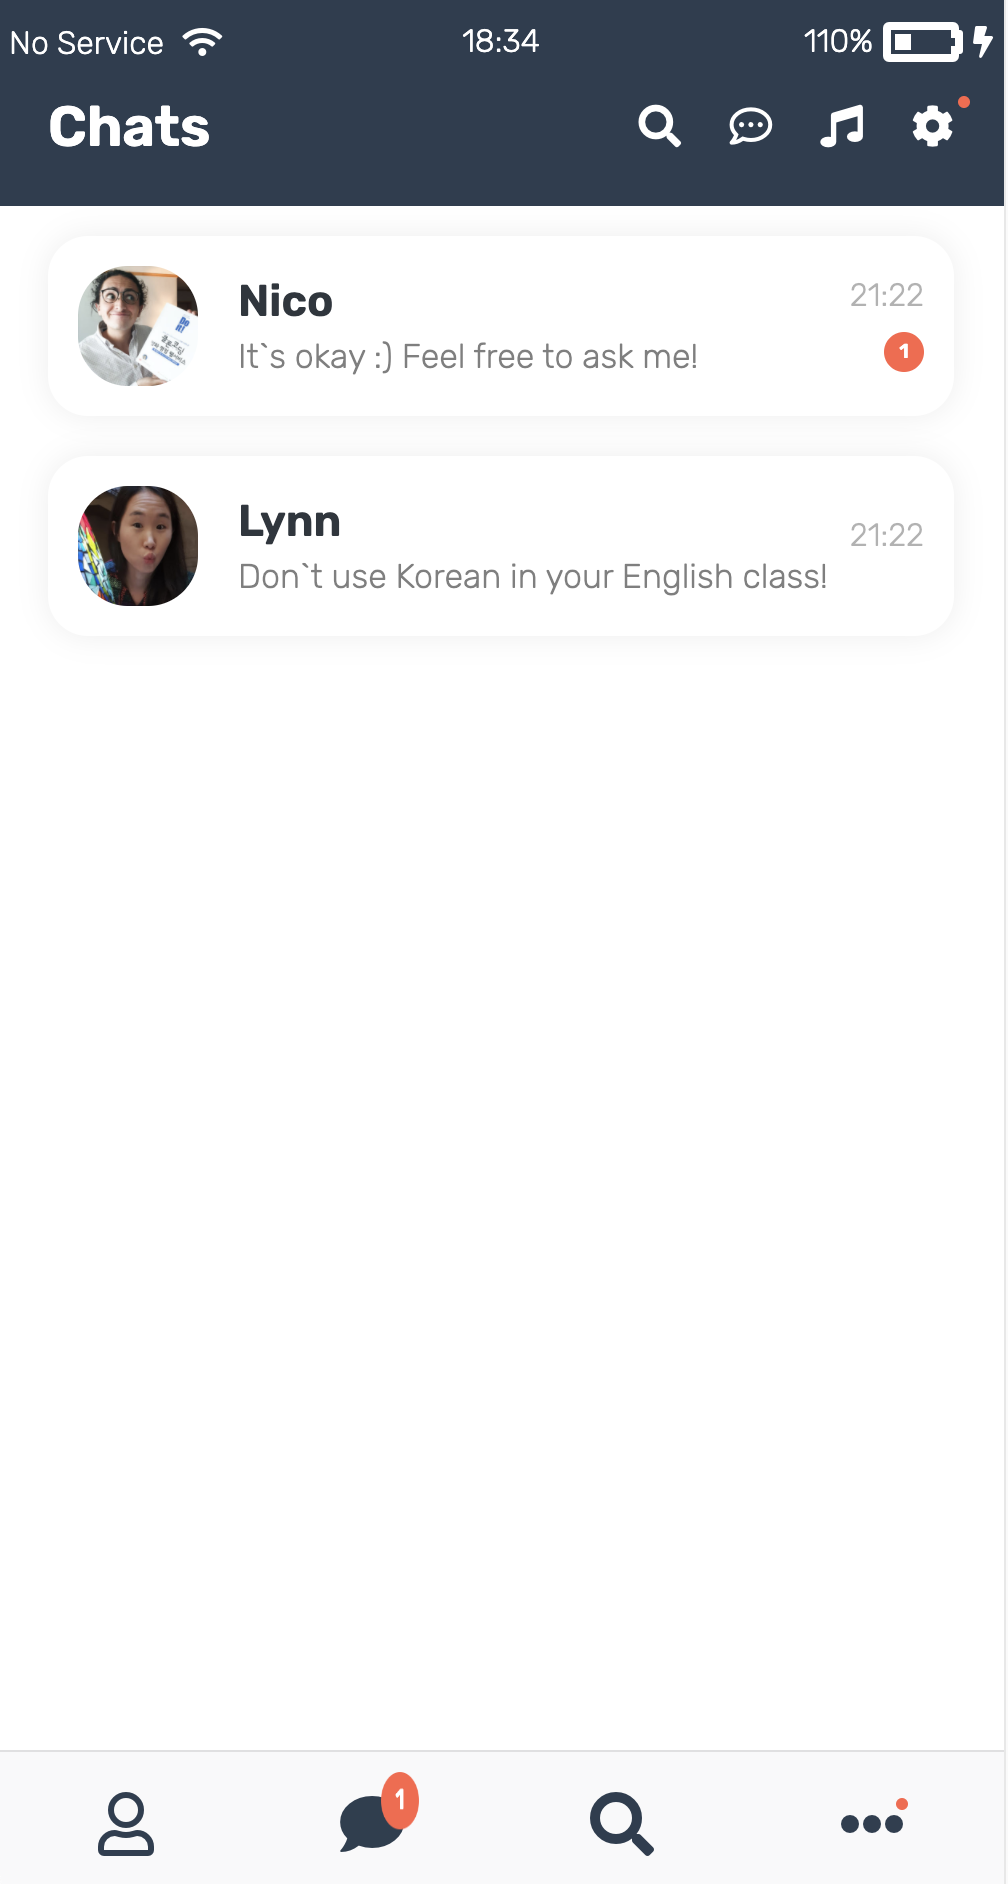 No Service 18:34 110%
Chats
Nico 21:22
It`s okay :) Feel free to ask me! 1
Lynn 21:22
Don`t use Korean in your English class!
1